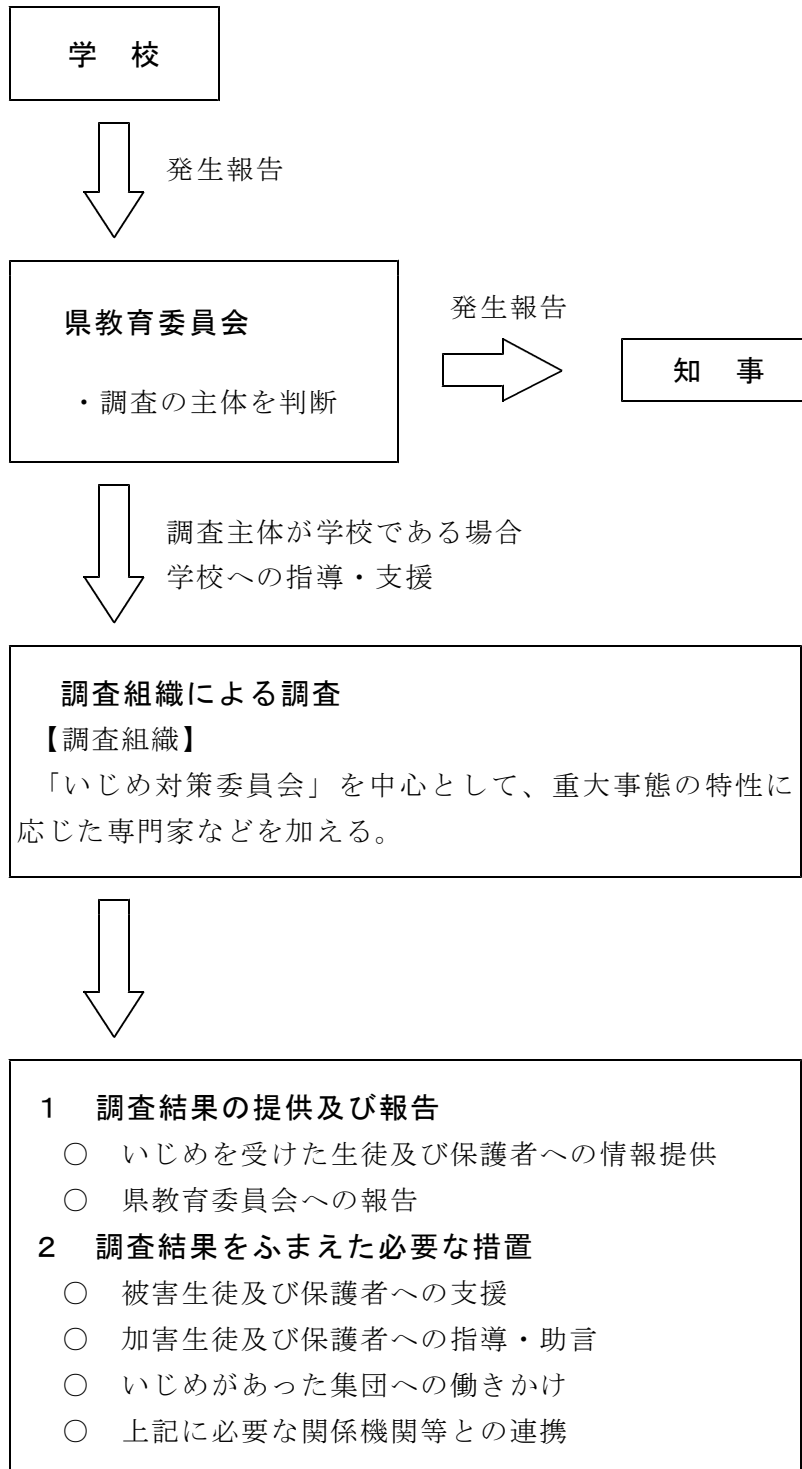 学　校
発生報告
県教育委員会
・調査の主体を判断
発生報告
知　事
調査主体が学校である場合
学校への指導・支援
調査組織による調査
【調査組織】
「いじめ対策委員会」を中心として、重大事態の特性に
応じた専門家などを加える。
１　調査結果の提供及び報告
○　いじめを受けた生徒及び保護者への情報提供
○　県教育委員会への報告
２　調査結果をふまえた必要な措置
○　被害生徒及び保護者への支援
○　加害生徒及び保護者への指導・助言
○　いじめがあった集団への働きかけ
○　上記に必要な関係機関等との連携